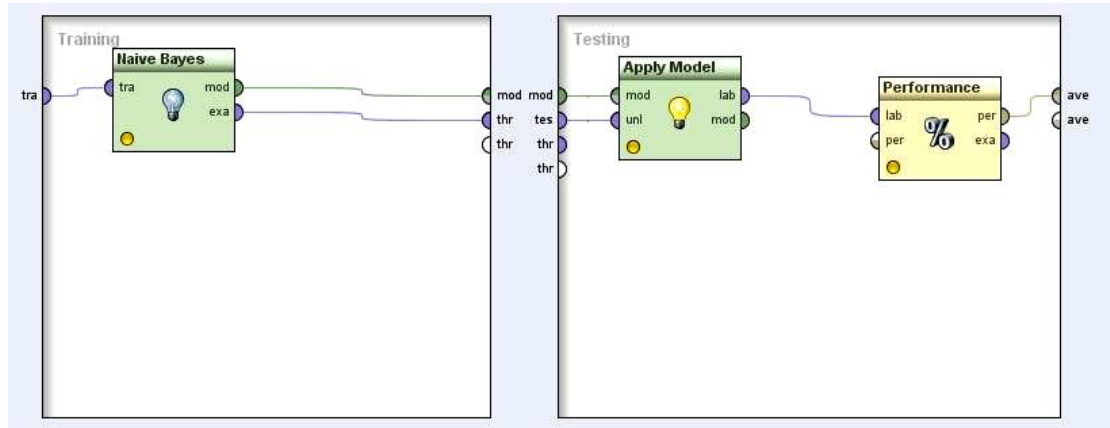 Training
Naive Bayes
tra
tra
mod
exa
mod
thr
thr
Testing
mod
tes
thr
thr
Apply Model
mod
lab
unl
mod
Performance
lab
per
per
exa
%
ave
ave